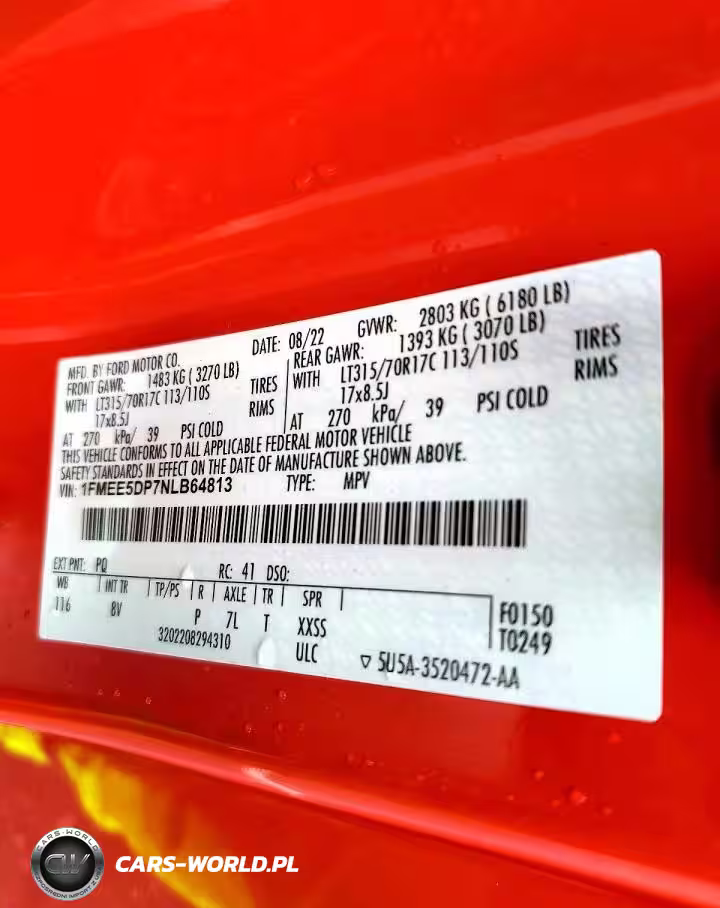 MFD. BY FORD MOTOR CO.
DATE: 08/22 GVWR: 2803 KG ( 6180 LB)
FRONT GAWR: 1483 KG ( 3270 LB)
WITH LT315/70R17C 113/110S TIRES
17x8.5J RIMS
AT 270 kPa/ 39 PSI COLD
REAR GAWR: 1393 KG ( 3070 LB)
WITH LT315/70R17C 113/110S TIRES
17x8.5J RIMS
AT 270 kPa/ 39 PSI COLD
THIS VEHICLE CONFORMS TO ALL APPLICABLE FEDERAL MOTOR VEHICLE
SAFETY STANDARDS IN EFFECT ON THE DATE OF MANUFACTURE SHOWN ABOVE.
VIN: 1FMEE5DP7NLB64813 TYPE: MPV
EXT PNT: PQ RC: 41 DSO:
WB INT TR TP/PS R AXLE TR SPR
116 8V P 7L T XXSS
F0150
T0249
3202208294310 ULC ▽ 5U5A-3520472-AA
CARS-WORLD
CW
CARS-WORLD.PL